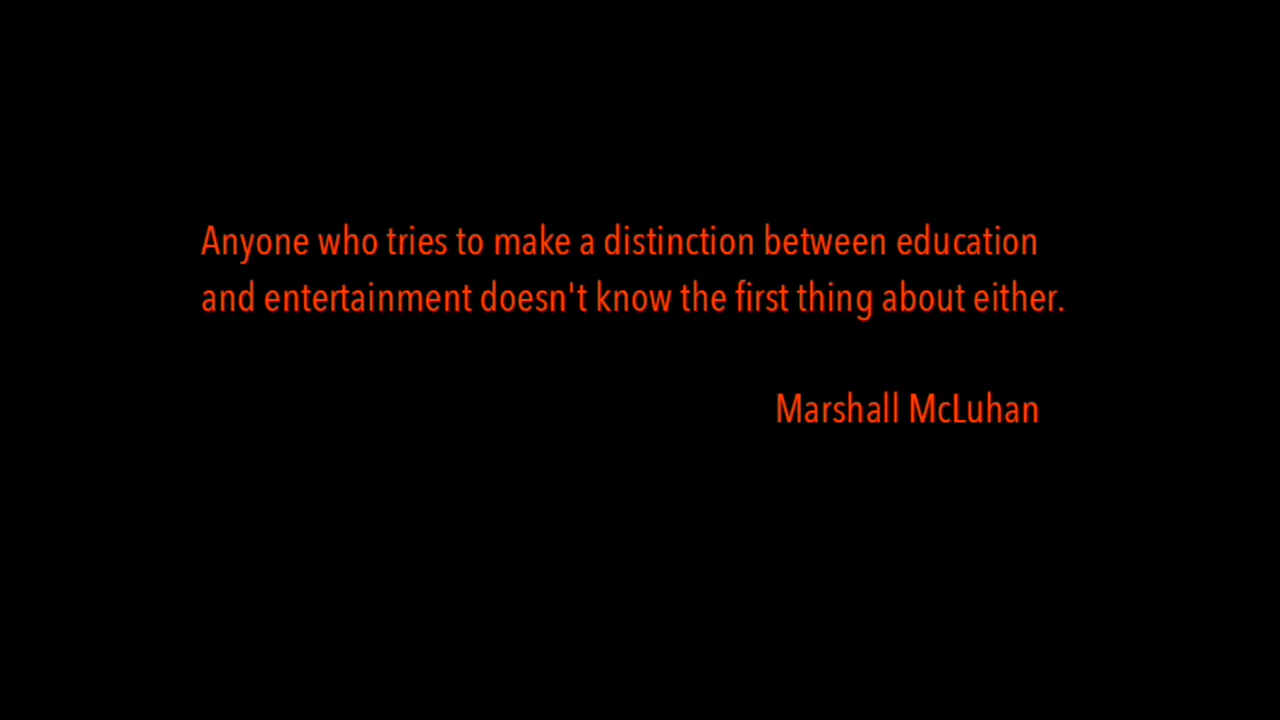 Anyone who tries to make a distinction between education
and entertainment doesn't know the first thing about either.
Marshall McLuhan